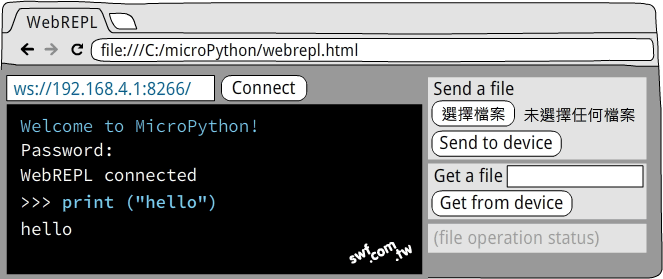 WebREPL
file:///C:/microPython/webrepl.html
ws://192.168.4.1:8266/
Connect
Welcome to MicroPython!
Password:
WebREPL connected
>>> print ("hello")
hello
swf.com.tw
Send a file
選擇檔案 未選擇任何檔案
Send to device
Get a file
Get from device
(file operation status)